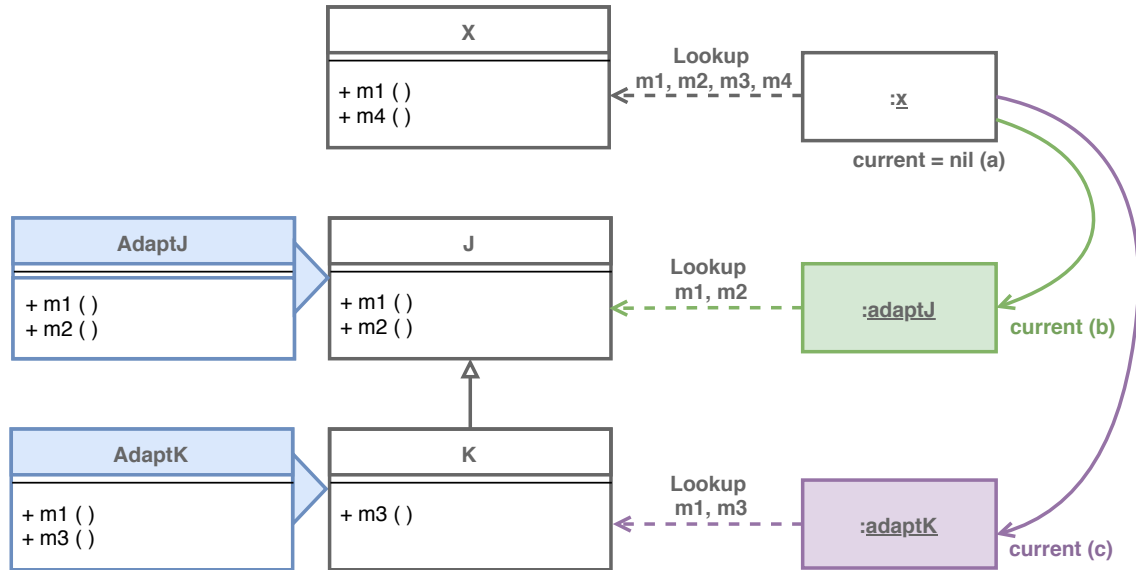 X
+ m1 ( )
+ m4 ( )
Lookup
m1, m2, m3, m4
:x
current = nil (a)
AdaptJ
+ m1 ( )
+ m2 ( )
J
+ m1 ( )
+ m2 ( )
Lookup
m1, m2
:adaptJ
current (b)
AdaptK
+ m1 ( )
+ m3 ( )
K
+ m3 ( )
Lookup
m1, m3
:adaptK
current (c)